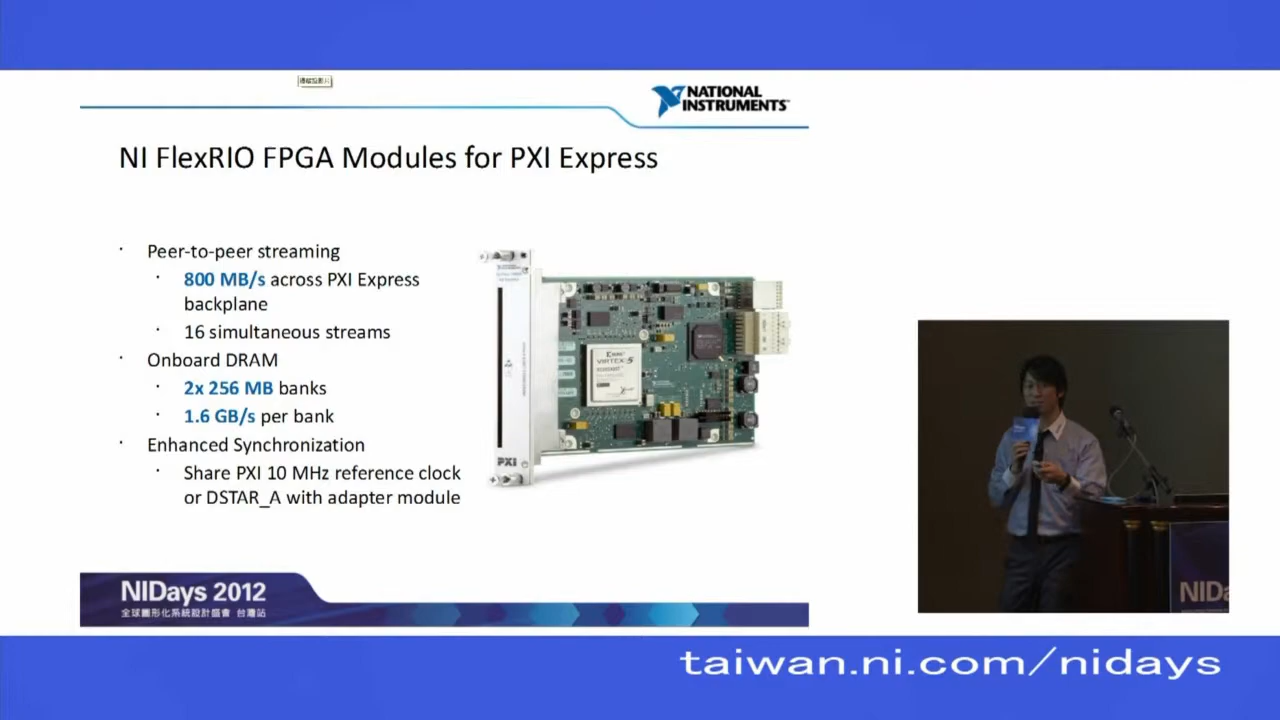 NATIONAL
INSTRUMENTS™
NI FlexRIO FPGA Modules for PXI Express
· Peer-to-peer streaming
· 800 MB/s across PXI Express
backplane
· 16 simultaneous streams
· Onboard DRAM
· 2x 256 MB banks
· 1.6 GB/s per bank
· Enhanced Synchronization
· Share PXI 10 MHz reference clock
or DSTAR_A with adapter module
XILINX
VIRTEX-5
PXI
NIDays 2012
全球圖形化系統設計盛會 台灣站
NIDa
taiwan.ni.com/nidays